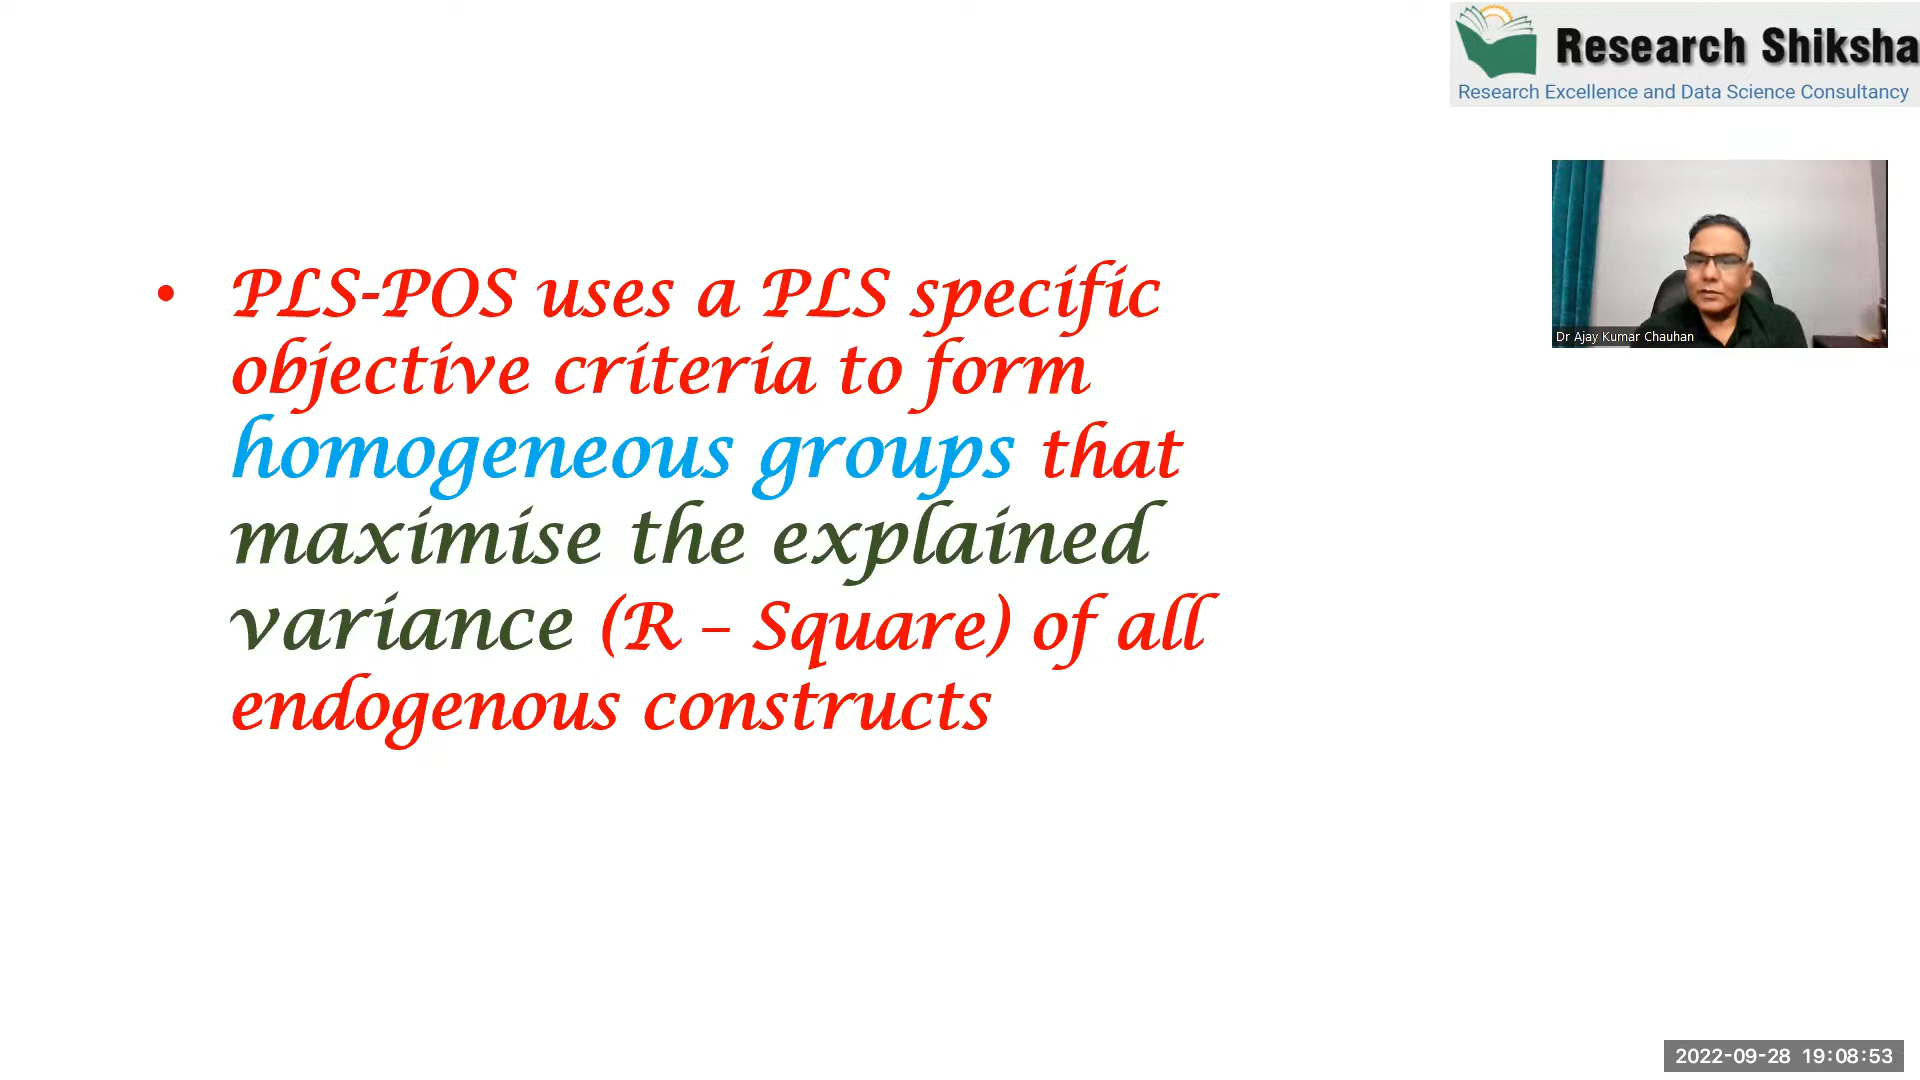 Research Shiksha
Research Excellence and Data Science Consultancy
Dr Ajay Kumar Chauhan
• PLS-POS uses a PLS specific
objective criteria to form
homogeneous groups that
maximise the explained
variance (R – Square) of all
endogenous constructs
2022-09-28 19:08:53